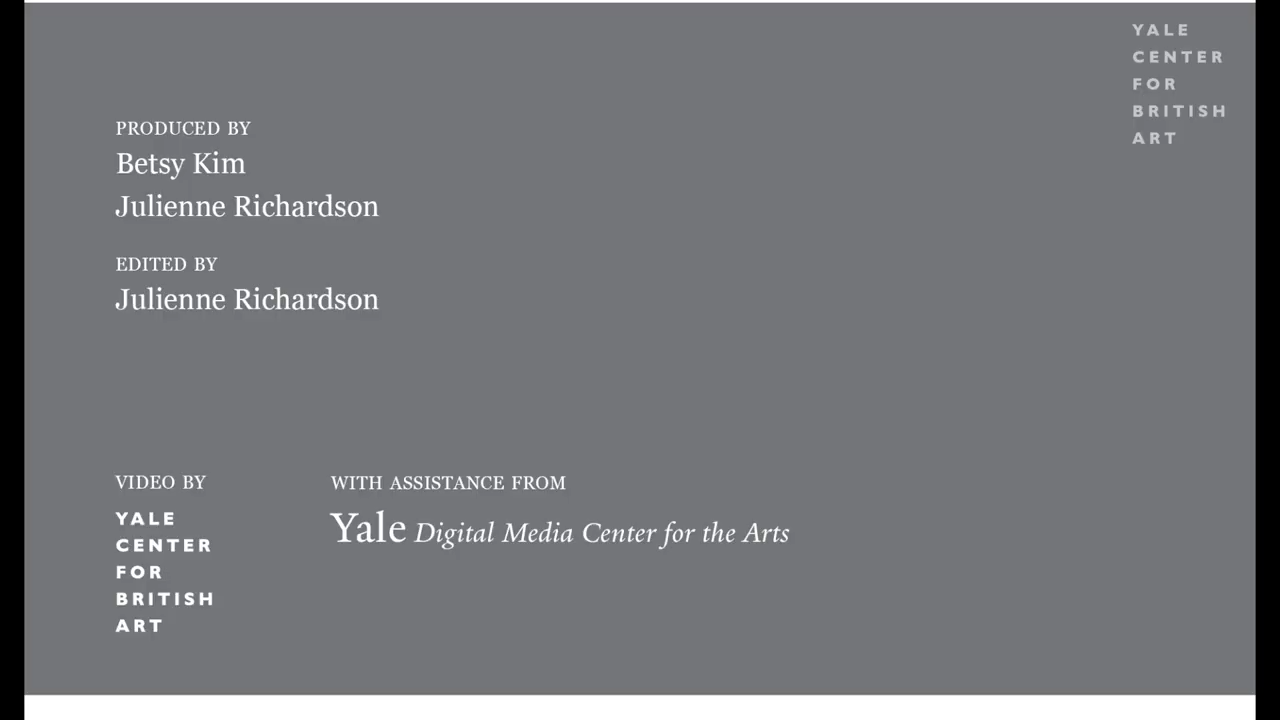 YALE
CENTER
FOR
BRITISH
ART
PRODUCED BY
Betsy Kim
Julienne Richardson
EDITED BY
Julienne Richardson
VIDEO BY
YALE
CENTER
FOR
BRITISH
ART
WITH ASSISTANCE FROM
Yale Digital Media Center for the Arts